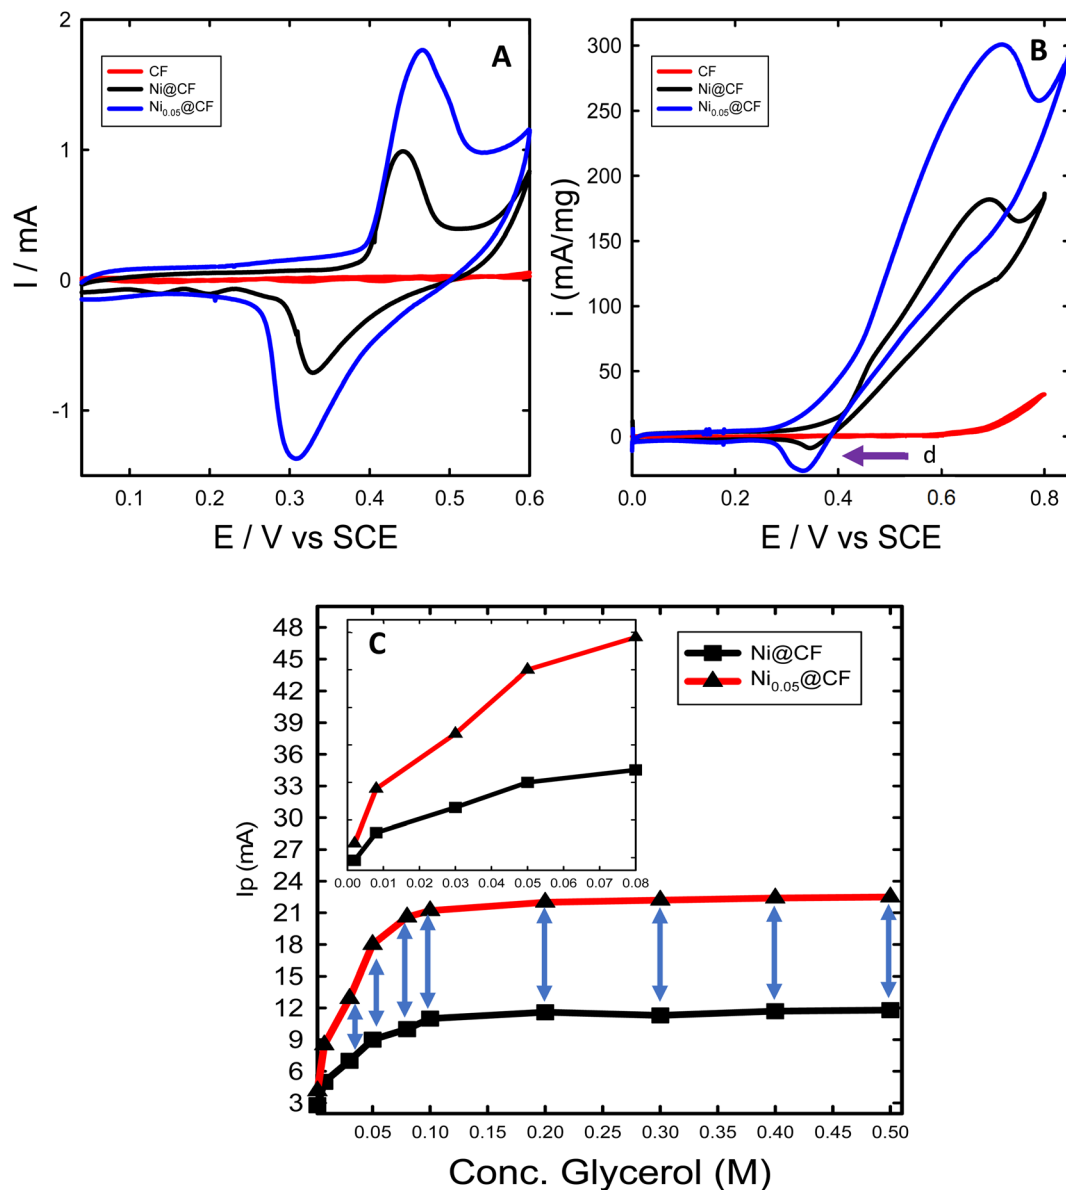 A
CF
Ni@CF
Ni0.05@CF
2
1
0
-1
I / mA
0.1 0.2 0.3 0.4 0.5 0.6
E / V vs SCE
B
CF
Ni@CF
Ni0.05@CF
300
250
200
150
100
50
0
i (mA/mg)
d
0.0 0.2 0.4 0.6 0.8
E / V vs SCE
C
Ni@CF
Ni0.05@CF
48
45
42
39
36
33
30
27
24
21
18
15
12
9
6
3
Ip (mA)
0.00 0.01 0.02 0.03 0.04 0.05 0.06 0.07 0.08
0.05 0.10 0.15 0.20 0.25 0.30 0.35 0.40 0.45 0.50
Conc. Glycerol (M)